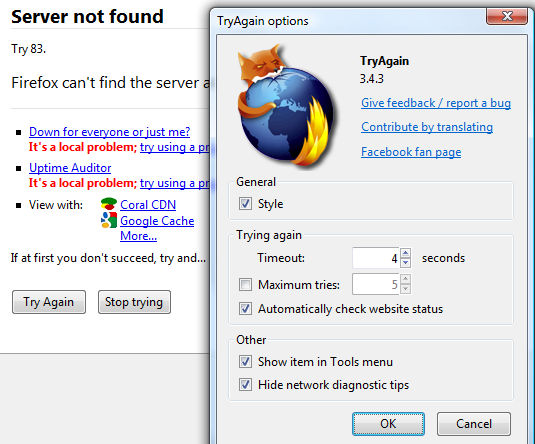 Server not found
Try 83.
Firefox can't find the server a
Down for everyone or just me?
It's a local problem; try using a pr
Uptime Auditor
It's a local problem; try using a pr
View with:
Coral CDN
Google Cache
More...
If at first you don't succeed, try and...
Try Again
Stop trying
TryAgain options
TryAgain
3.4.3
Give feedback / report a bug
Contribute by translating
Facebook fan page
General
Style
Trying again
Timeout: 4 seconds
Maximum tries: 5
Automatically check website status
Other
Show item in Tools menu
Hide network diagnostic tips
OK
Cancel